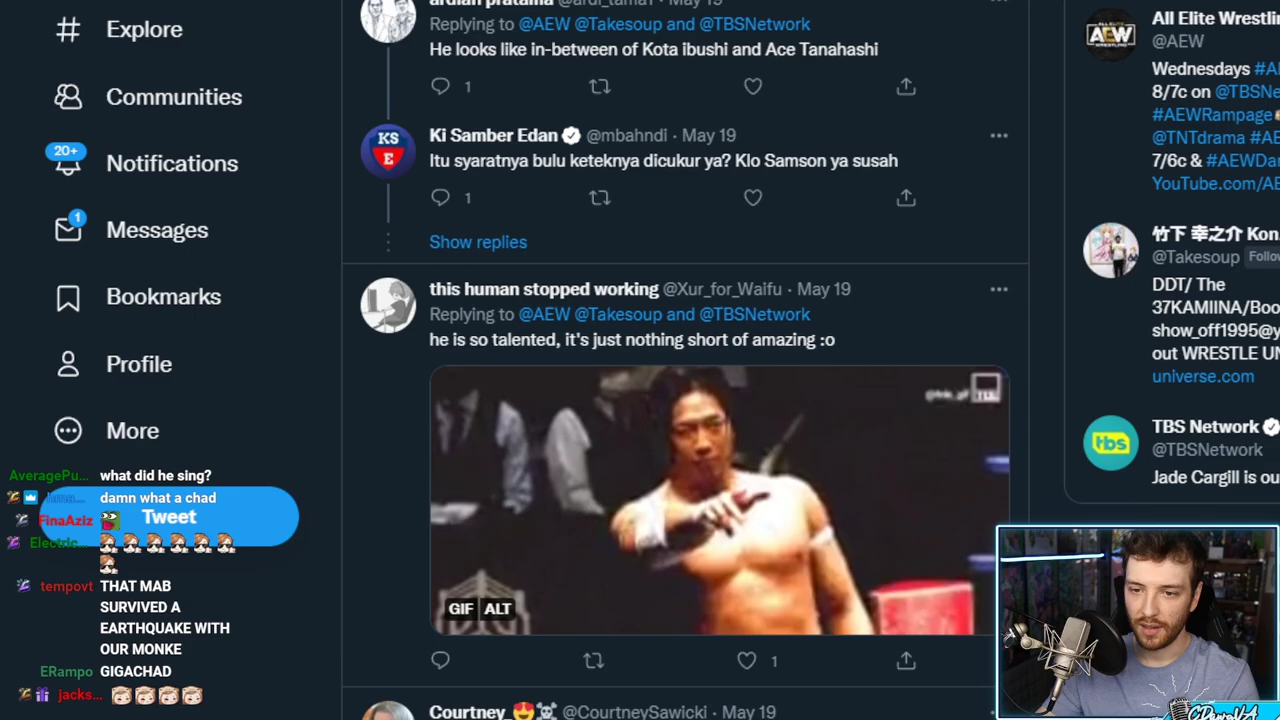 Explore
Communities
20+
Notifications
1
Messages
Bookmarks
Profile
More
Tweet
AveragePu... what did he sing?
damn what a chad
FinaAziz
Electric...
tempovt THAT MAB
SURVIVED A
EARTHQUAKE WITH
OUR MONKE
ERampo GIGACHAD
jacks...
ardian pratama @ardi_tama1 · May 19
Replying to @AEW @Takesoup and @TBSNetwork
He looks like in-between of Kota ibushi and Ace Tanahashi
1
Ki Samber Edan @mbahndi · May 19
Itu syaratnya bulu keteknya dicukur ya? Klo Samson ya susah
1
Show replies
this human stopped working @Xur_for_Waifu · May 19
Replying to @AEW @Takesoup and @TBSNetwork
he is so talented, it's just nothing short of amazing :o
GIF ALT
1
Courtney @CourtneySawicki · May 19
KS
E
AEW
All Elite Wrestlin
@AEW
Wednesdays #A
8/7c on @TBSNe
#AEWRampage
@TNTdrama #AE
7/6c & #AEWDar
YouTube.com/AE
竹下 幸之介 Kon
@Takesoup Follow
DDT/ The
37KAMIINA/Boo
show_off1995@y
out WRESTLE UN
universe.com
tbs
TBS Network
@TBSNetwork
Jade Cargill is ou